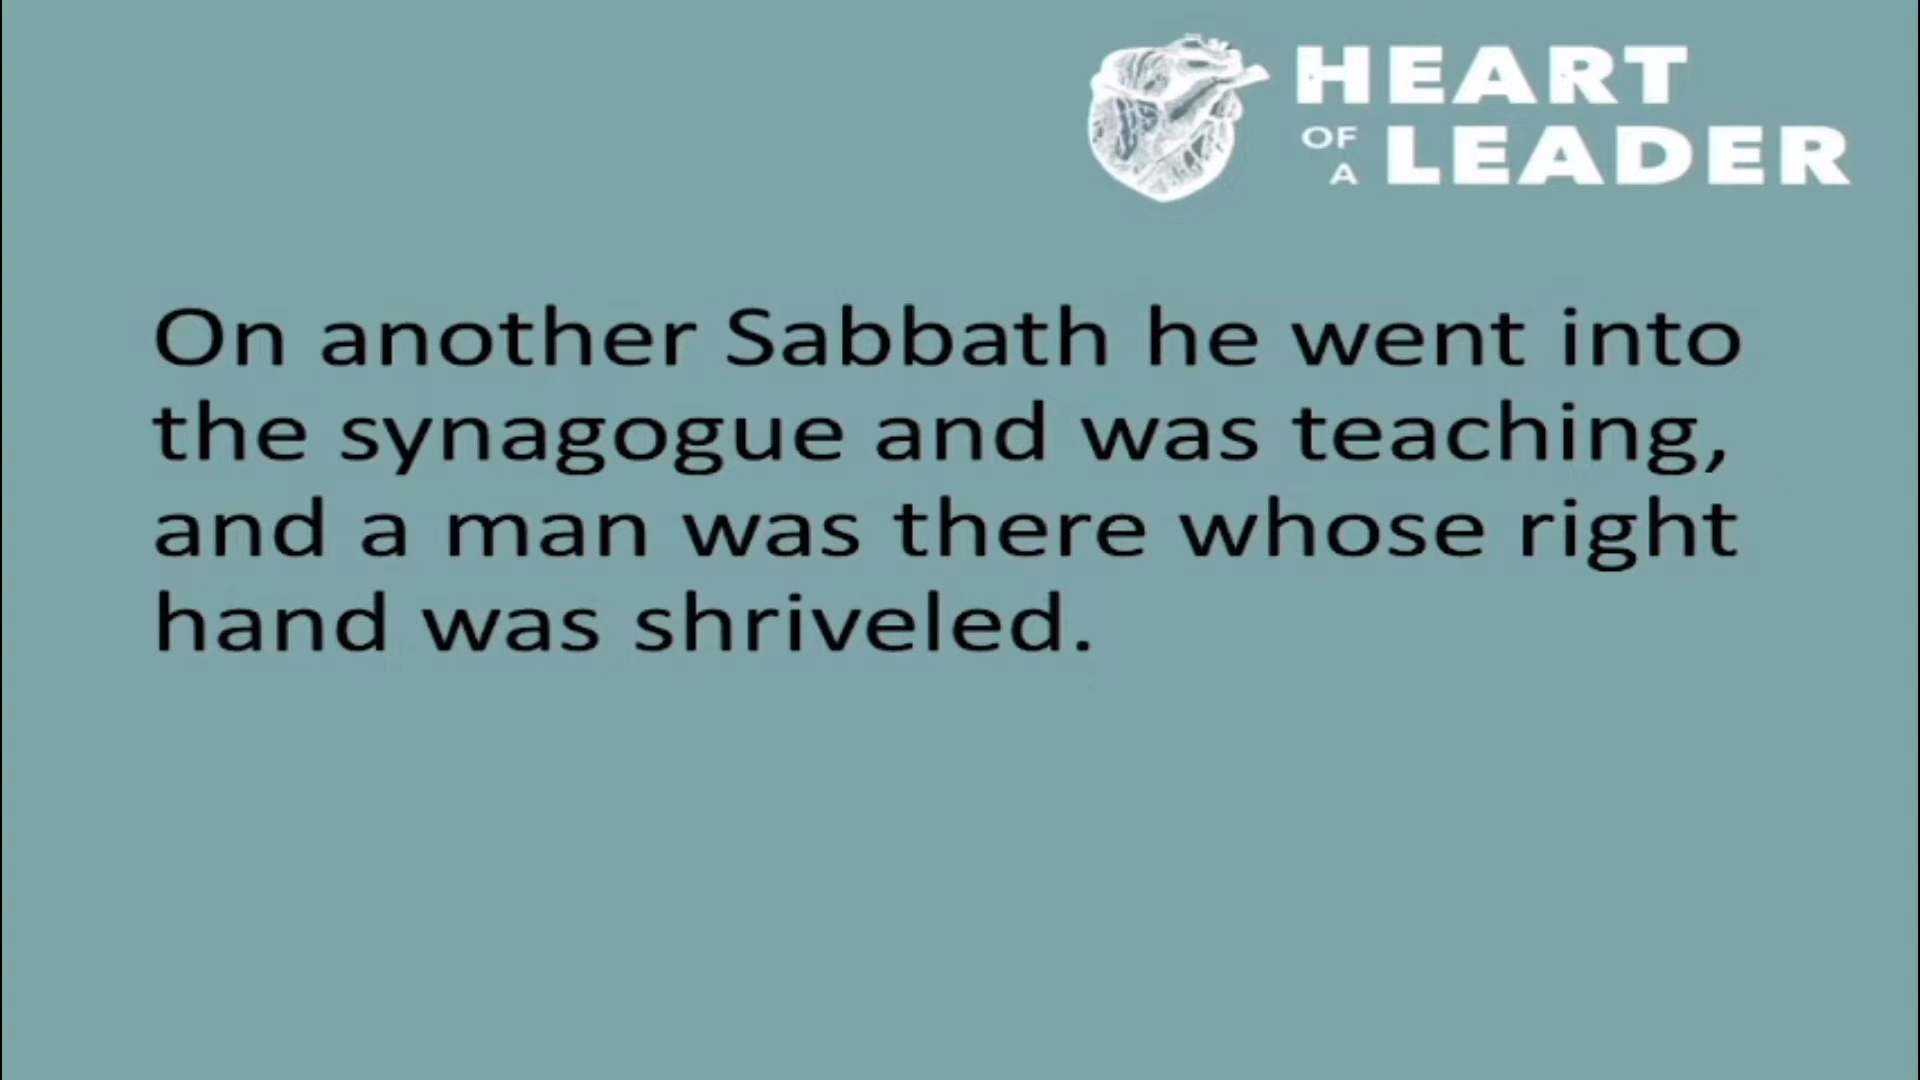 HEART
OF A LEADER
On another Sabbath he went into
the synagogue and was teaching,
and a man was there whose right
hand was shriveled.